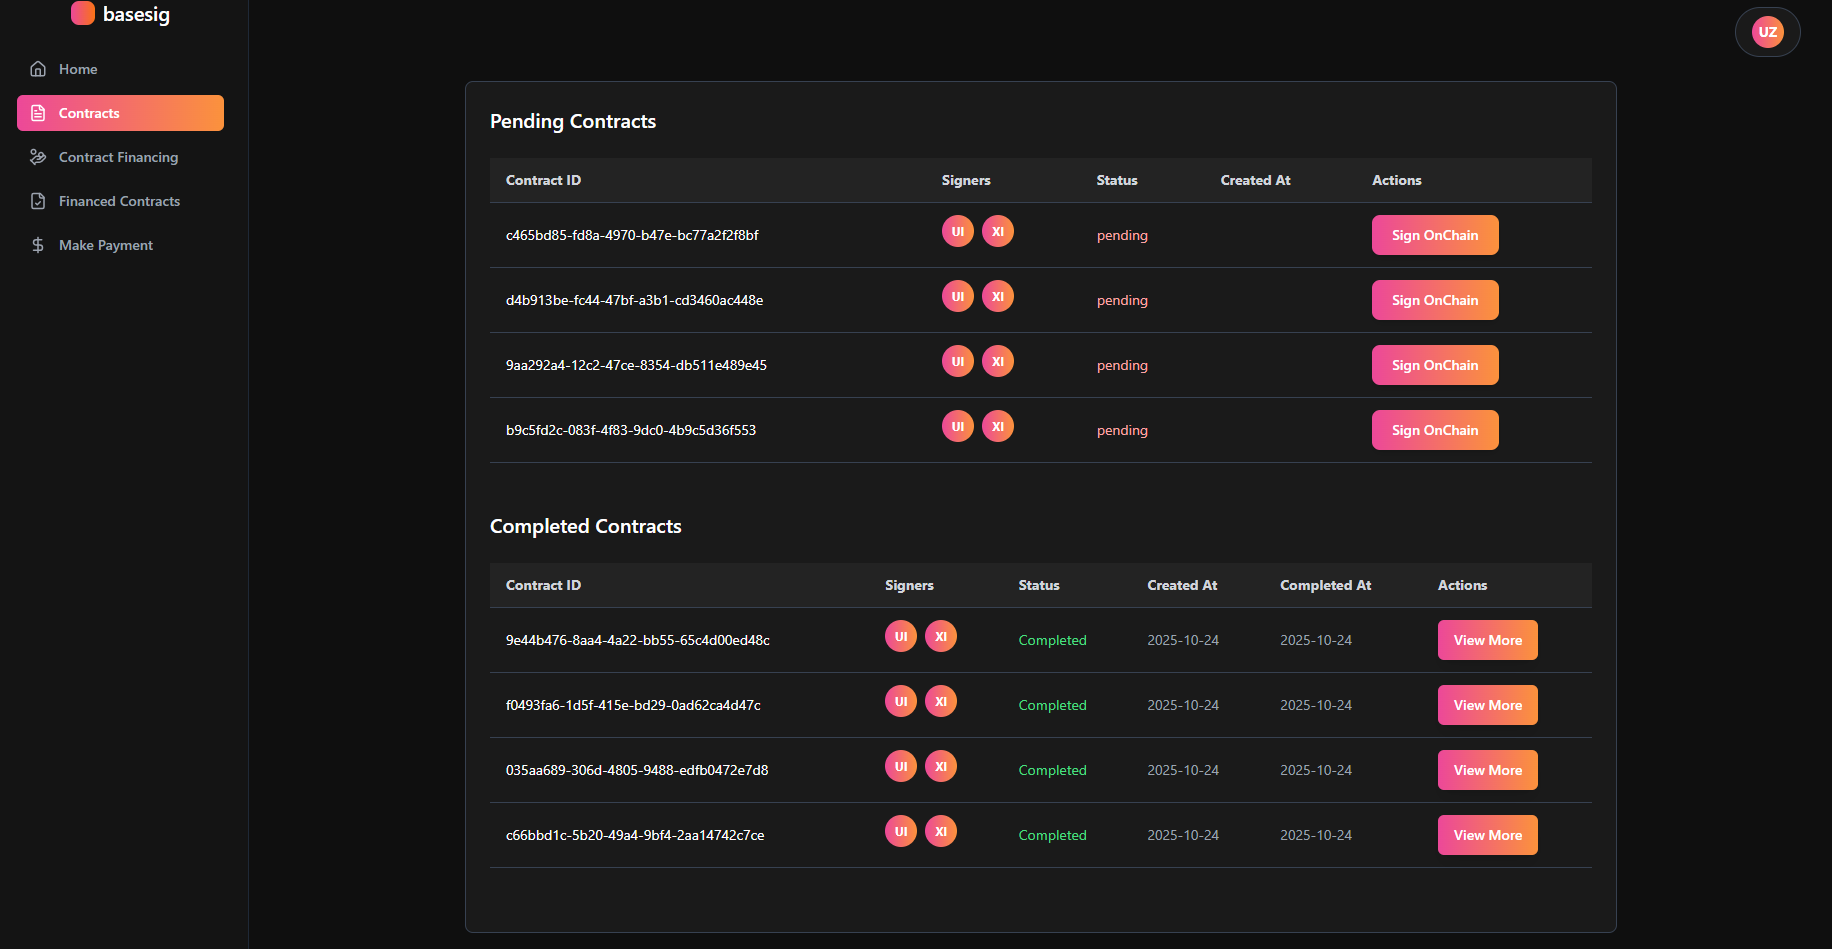 basesig
UZ
Home
Contracts
Contract Financing
Financed Contracts
Make Payment
Pending Contracts
Contract ID Signers Status Created At Actions
c465bd85-fd8a-4970-b47e-bc77a2f2f8bf UI XI pending Sign OnChain
d4b913be-fc44-47bf-a3b1-cd3460ac448e UI XI pending Sign OnChain
9aa292a4-12c2-47ce-8354-db511e489e45 UI XI pending Sign OnChain
b9c5fd2c-083f-4f83-9dc0-4b9c5d36f553 UI XI pending Sign OnChain
Completed Contracts
Contract ID Signers Status Created At Completed At Actions
9e44b476-8aa4-4a22-bb55-65c4d00ed48c UI XI Completed 2025-10-24 2025-10-24 View More
f0493fa6-1d5f-415e-bd29-0ad62ca4d47c UI XI Completed 2025-10-24 2025-10-24 View More
035aa689-306d-4805-9488-edfb0472e7d8 UI XI Completed 2025-10-24 2025-10-24 View More
c66bbd1c-5b20-49a4-9bf4-2aa14742c7ce UI XI Completed 2025-10-24 2025-10-24 View More